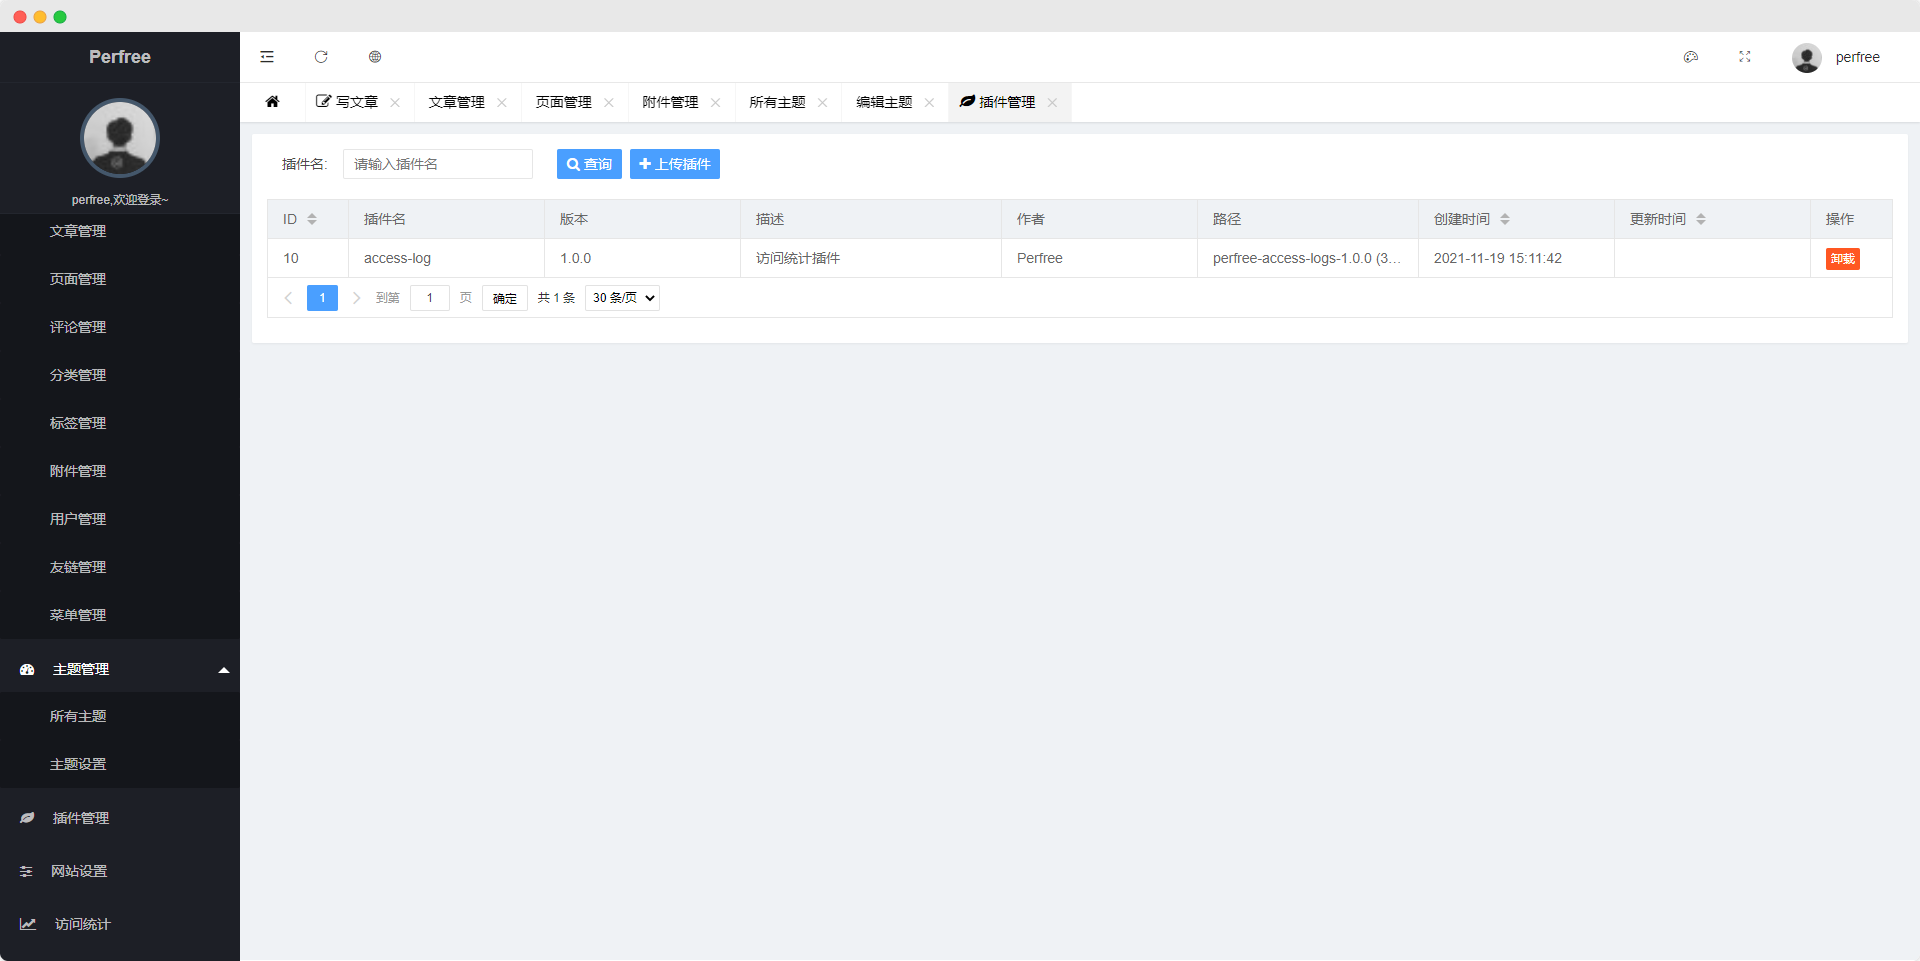 Perfree
perfree,欢迎登录~
文章管理
页面管理
评论管理
分类管理
标签管理
附件管理
用户管理
友链管理
菜单管理
主题管理
所有主题
主题设置
插件管理
网站设置
访问统计
perfree
写文章 文章管理 页面管理 附件管理 所有主题 编辑主题 插件管理
插件名: 请输入插件名 查询 上传插件
ID 插件名 版本 描述 作者 路径 创建时间 更新时间 操作
10 access-log 1.0.0 访问统计插件 Perfree perfree-access-logs-1.0.0 (3... 2021-11-19 15:11:42 卸载
1 到第 1 页 确定 共 1 条 30 条/页